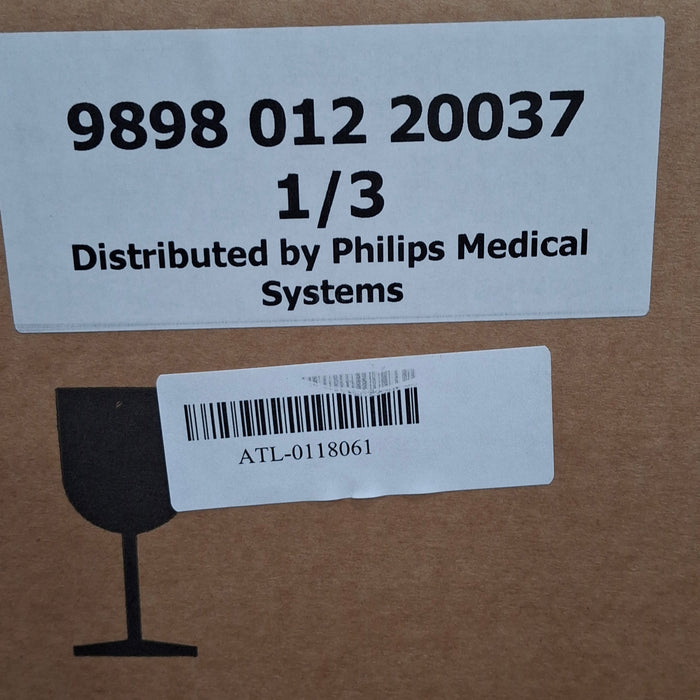 9898 012 20037
1/3
Distributed by Philips Medical
Systems
ATL-0118061